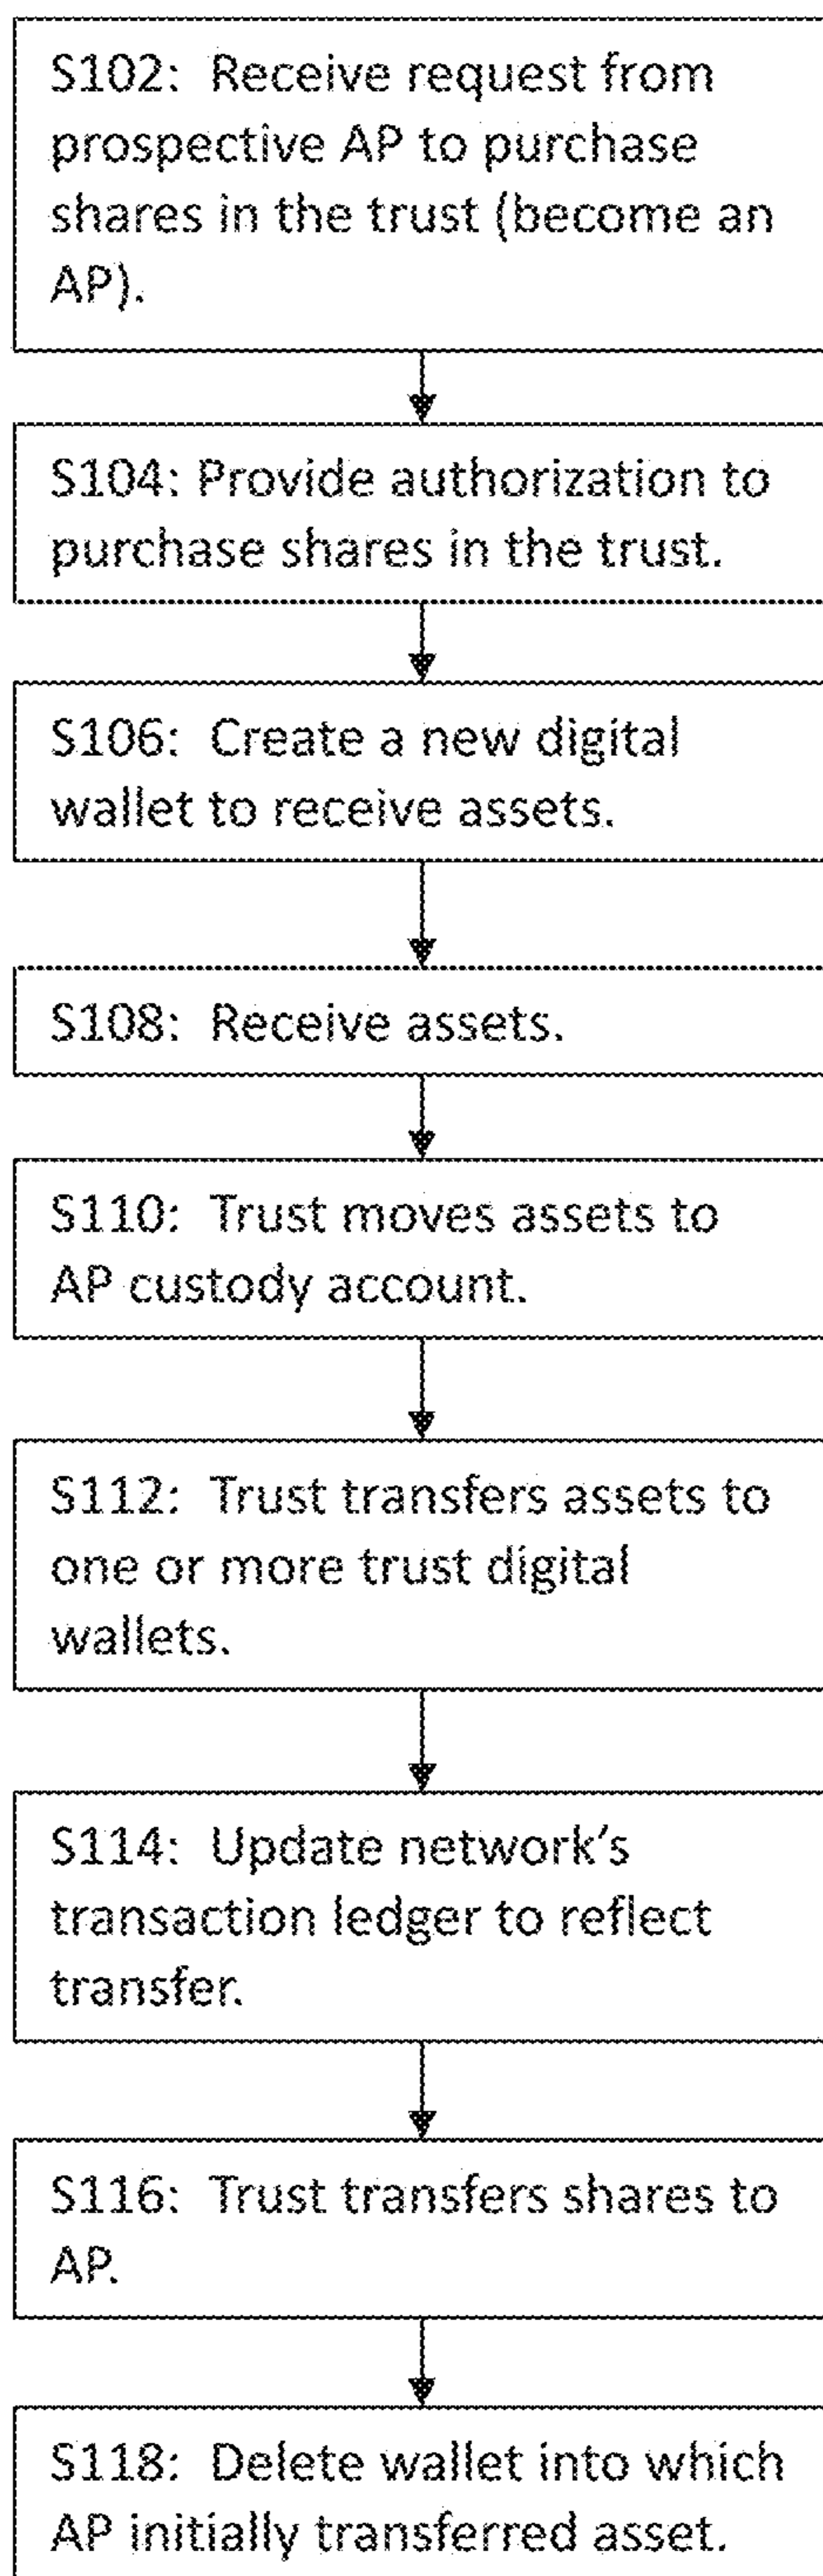 S102: Receive request from
prospective AP to purchase
shares in the trust (become an
AP).
S104: Provide authorization to
purchase shares in the trust.
S106: Create a new digital
wallet to receive assets.
S108: Receive assets.
S110: Trust moves assets to
AP custody account.
S112: Trust transfers assets to
one or more trust digital
wallets.
S114: Update network's
transaction ledger to reflect
transfer.
S116: Trust transfers shares to
AP.
S118: Delete wallet into which
AP initially transferred asset.